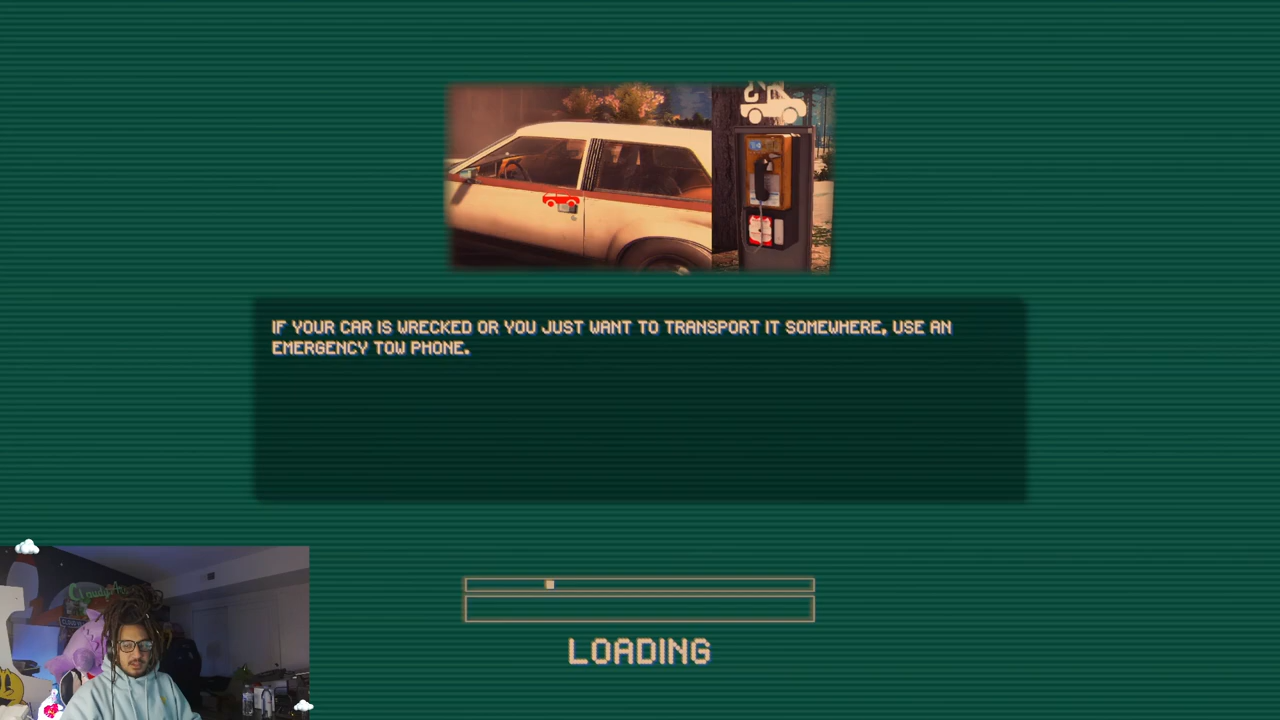 IF YOUR CAR IS WRECKED OR YOU JUST WANT TO TRANSPORT IT SOMEWHERE, USE AN
EMERGENCY TOW PHONE.
LOADING